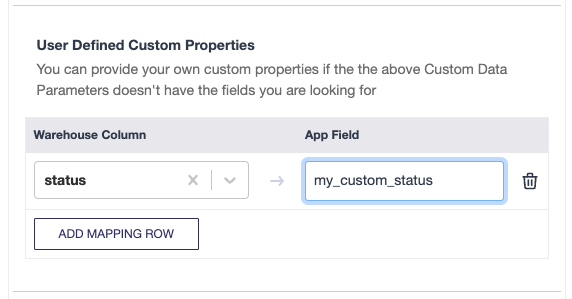 User Defined Custom Properties
You can provide your own custom properties if the the above Custom Data
Parameters doesn't have the fields you are looking for
Warehouse Column App Field
status my_custom_status
ADD MAPPING ROW